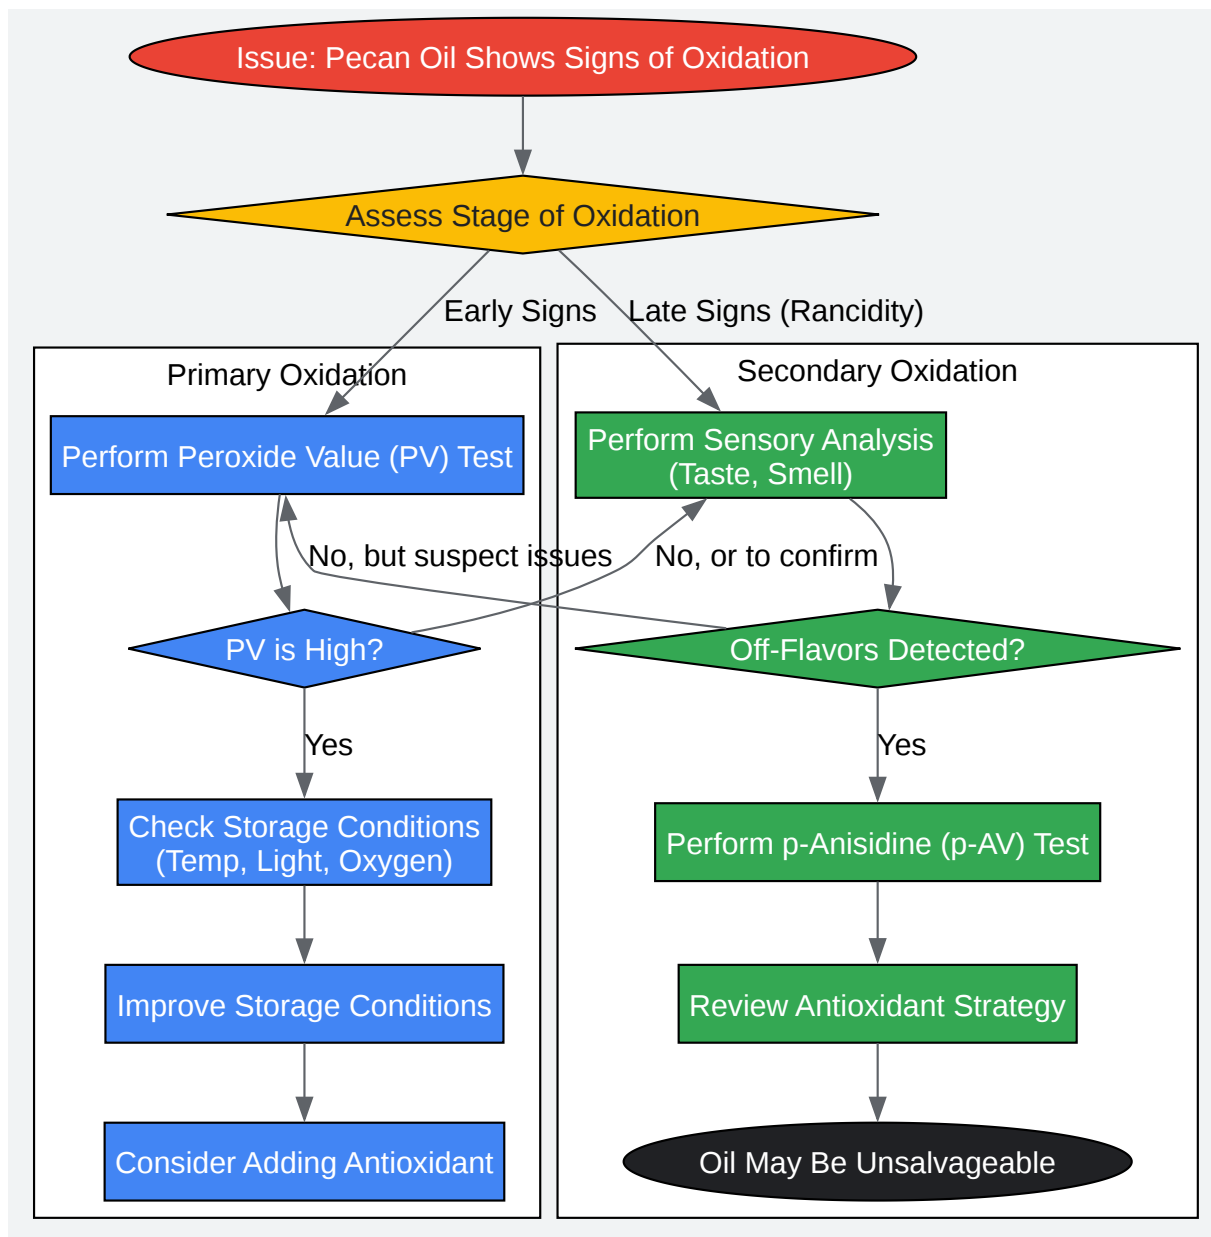 Issue: Pecan Oil Shows Signs of Oxidation
Assess Stage of Oxidation
Early Signs
Late Signs (Rancidity)
Primary Oxidation
Secondary Oxidation
Perform Peroxide Value (PV) Test
Perform Sensory Analysis
(Taste, Smell)
No, but suspect issues
No, or to confirm
PV is High?
Off-Flavors Detected?
Yes
Yes
Check Storage Conditions
(Temp, Light, Oxygen)
Perform p-Anisidine (p-AV) Test
Improve Storage Conditions
Review Antioxidant Strategy
Consider Adding Antioxidant
Oil May Be Unsalvageable